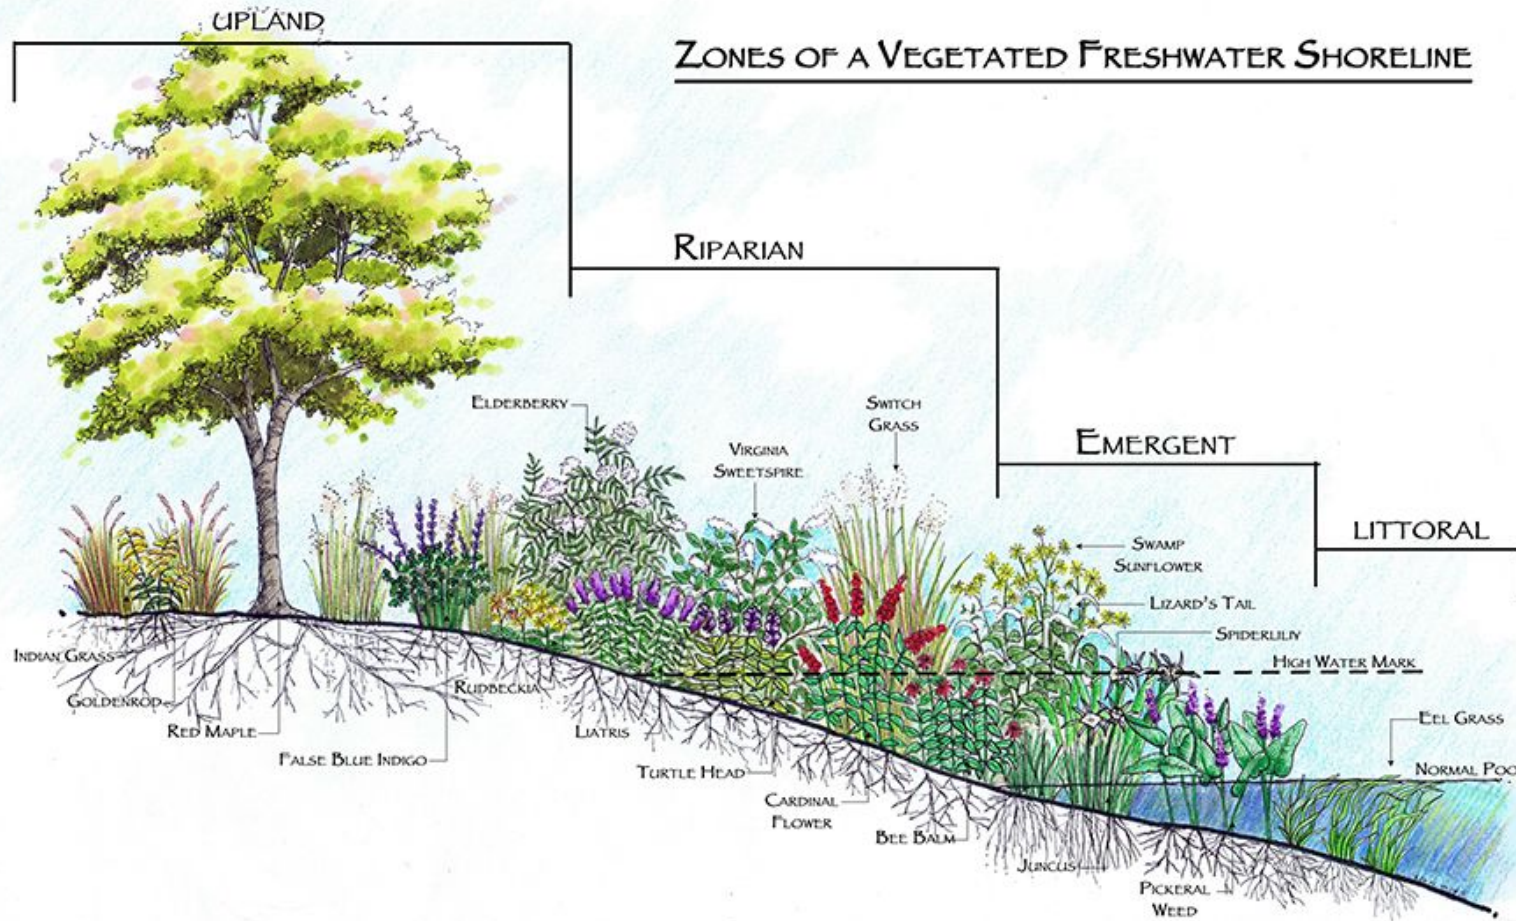 UPLAND
ZONES OF A VEGETATED FRESHWATER SHORELINE
RIPARIAN
ELDERBERRY
SWITCH
GRASS
VIRGINIA
SWEETSPIRE
EMERGENT
LITTORAL
SWAMP
SUNFLOWER
LIZARD'S TAIL
SPIDERLILIY
HIGH WATER MARK
INDIAN GRASS
GOLDENROD
RED MAPLE
FALSE BLUE INDIGO
RUDBECKIA
LIATRIS
TURTLE HEAD
CARDINAL
FLOWER
BEE BALM
JUNCUS
PICKERAL
WEED
EEL GRASS
NORMAL POO